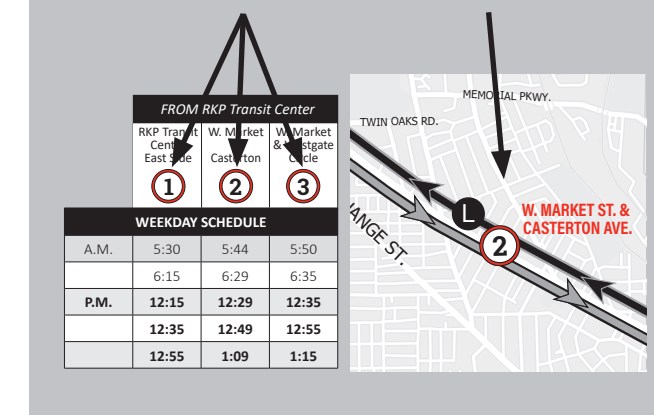 FROM RKP Transit Center
RKP Transit
Center
East Side
W. Market
Casterton
W. Market
& Westgate
Circle
1 2 3
WEEKDAY SCHEDULE
A.M. 5:30 5:44 5:50
6:15 6:29 6:35
P.M. 12:15 12:29 12:35
12:35 12:49 12:55
12:55 1:09 1:15
MEMORIAL PKWY.
TWIN OAKS RD.
L
W. MARKET ST. &
CASTERTON AVE.
2
ANGE ST.